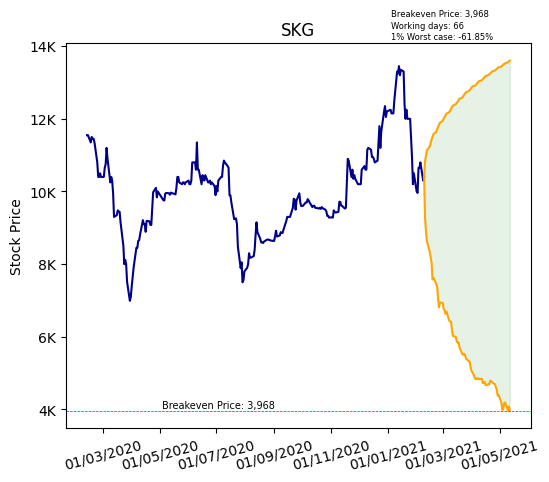 Breakeven Price: 3,968
Working days: 66
1% Worst case: -61.85%
SKG
14K
12K
10K
8K
6K
4K
Stock Price
Breakeven Price: 3,968
01/03/2020
01/05/2020
01/07/2020
01/09/2020
01/11/2020
01/01/2021
01/03/2021
01/05/2021